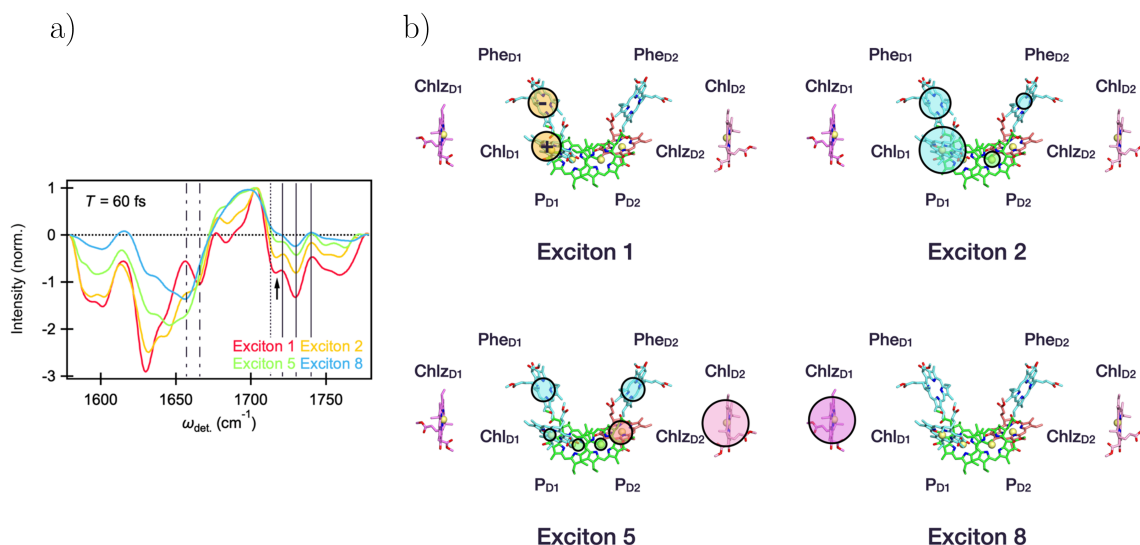 a)
Intensity (norm.)
1
0
-1
-2
-3
T = 60 fs
Exciton 1 Exciton 2
Exciton 5 Exciton 8
1600 1650 1700 1750
ωdet. (cm⁻¹)
b)
PheD1 PheD2
ChlzD1 ChlD2
ChlD1 ChlzD2
- 
+
PD1 PD2
Exciton 1
PheD1 PheD2
ChlzD1 ChlD2
ChlD1 ChlzD2
PD1 PD2
Exciton 2
PheD1 PheD2
ChlzD1 ChlD2
ChlD1 ChlzD2
PD1 PD2
Exciton 5
PheD1 PheD2
ChlzD1 ChlD2
ChlD1 ChlzD2
PD1 PD2
Exciton 8